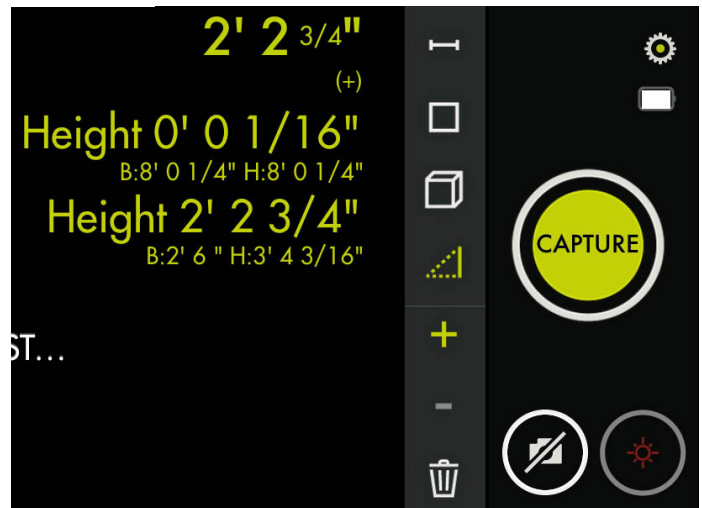 2' 2 3/4"
(+)
Height 0' 0 1/16"
B:8' 0 1/4" H:8' 0 1/4"
Height 2' 2 3/4"
B:2' 6 " H:3' 4 3/16"
ST...
CAPTURE